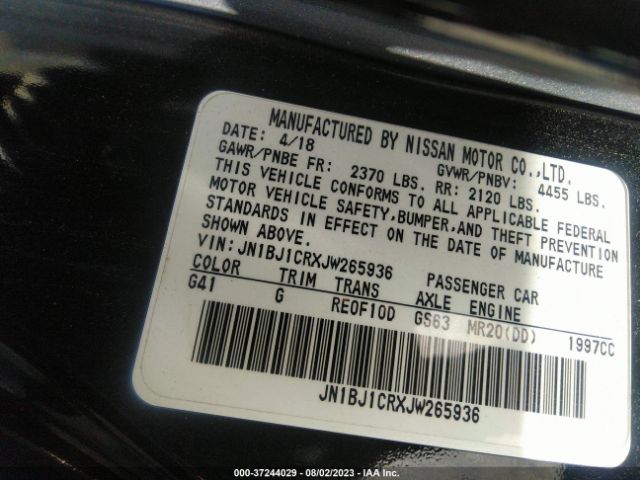 MANUFACTURED BY NISSAN MOTOR CO.,LTD.
DATE: 4/18 GVWR/PNBV: 4455 LBS.
GAWR/PNBE FR: 2370 LBS. RR: 2120 LBS.
THIS VEHICLE CONFORMS TO ALL APPLICABLE FEDERAL
MOTOR VEHICLE SAFETY,BUMPER,AND THEFT PREVENTION
STANDARDS IN EFFECT ON THE DATE OF MANUFACTURE
SHOWN ABOVE.
VIN: JN1BJ1CRXJW265936 PASSENGER CAR
COLOR TRIM TRANS AXLE ENGINE
G41 G RE0F10D GS63 MR20(DD) 1997CC
JN1BJ1CRXJW265936
000-37244029 - 08/02/2023 - IAA Inc.